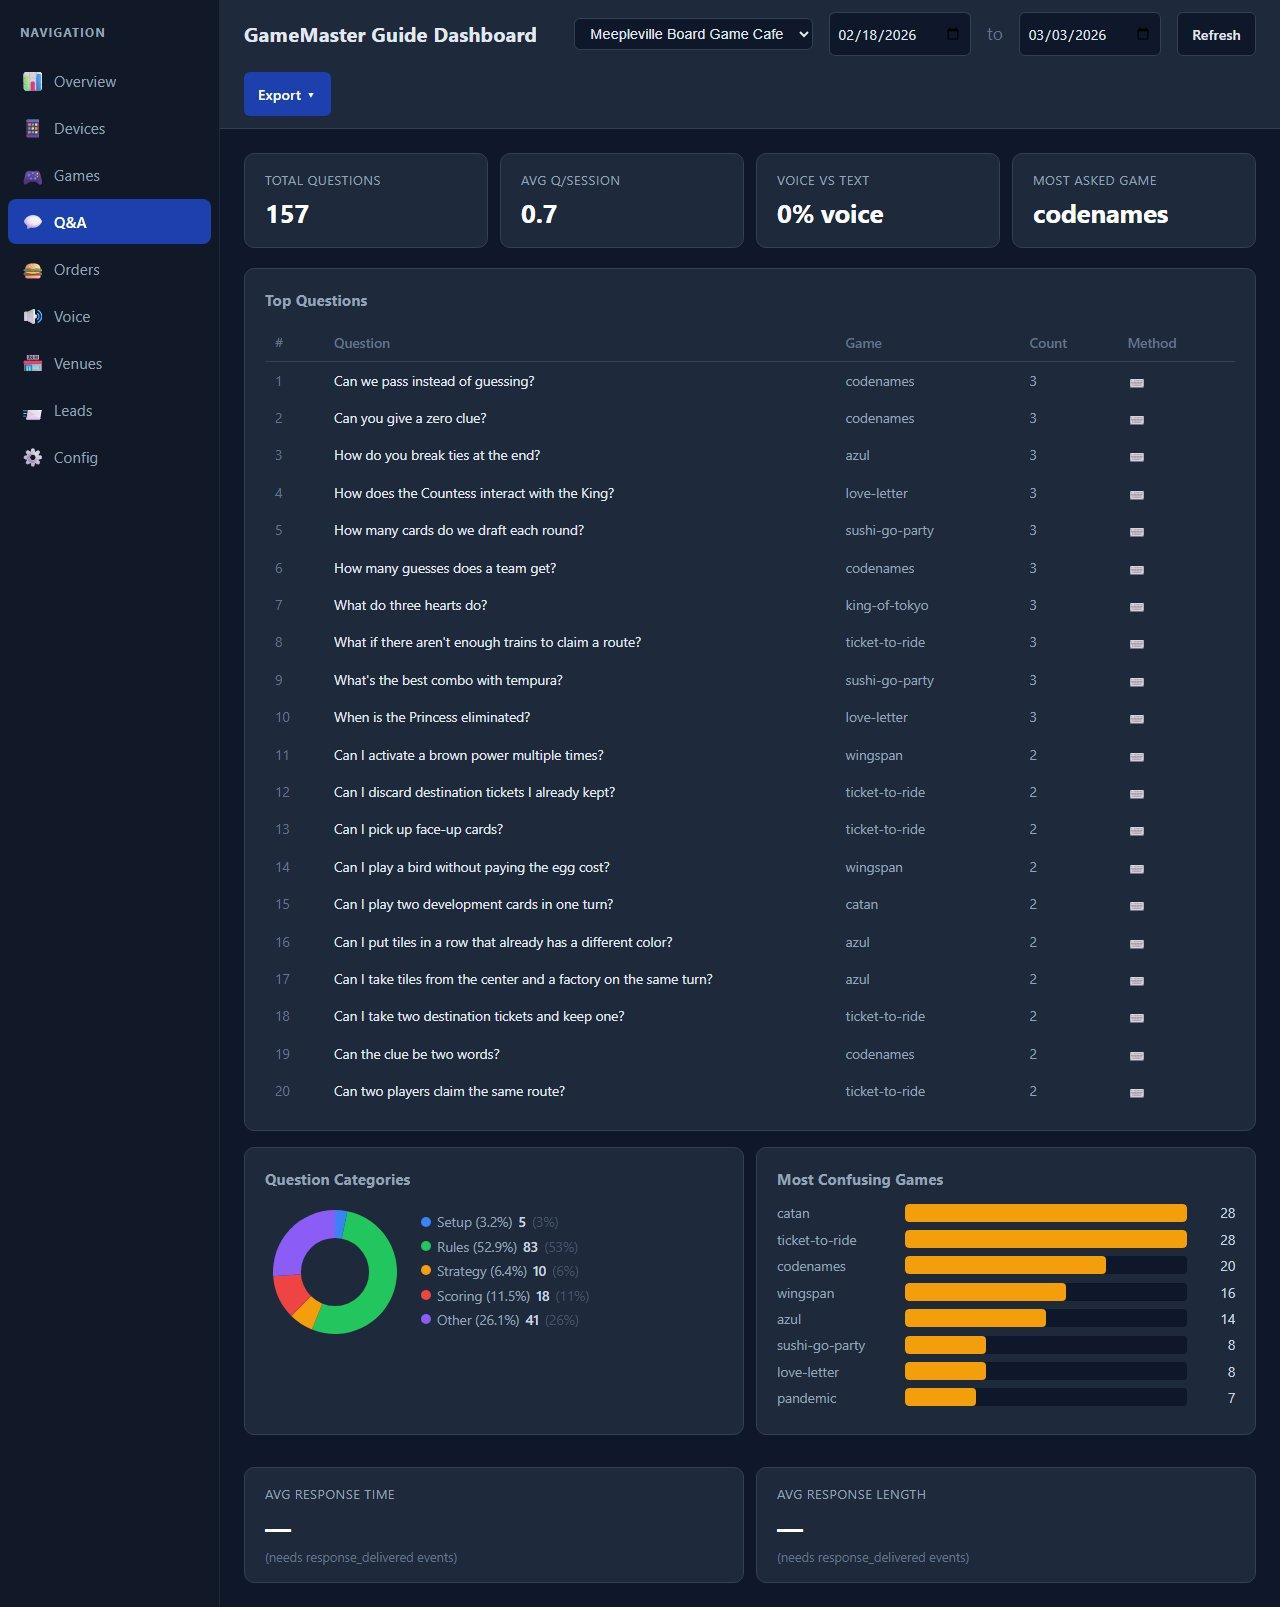 NAVIGATION
Overview
Devices
Games
Q&A
Orders
Voice
Venues
Leads
Config
GameMaster Guide Dashboard
Meepleville Board Game Cafe
02/18/2026 to 03/03/2026
Refresh
Export ▼
TOTAL QUESTIONS
157
AVG Q/SESSION
0.7
VOICE VS TEXT
0% voice
MOST ASKED GAME
codenames
Top Questions
# Question Game Count Method
1 Can we pass instead of guessing? codenames 3
2 Can you give a zero clue? codenames 3
3 How do you break ties at the end? azul 3
4 How does the Countess interact with the King? love-letter 3
5 How many cards do we draft each round? sushi-go-party 3
6 How many guesses does a team get? codenames 3
7 What do three hearts do? king-of-tokyo 3
8 What if there aren't enough trains to claim a route? ticket-to-ride 3
9 What's the best combo with tempura? sushi-go-party 3
10 When is the Princess eliminated? love-letter 3
11 Can I activate a brown power multiple times? wingspan 2
12 Can I discard destination tickets I already kept? ticket-to-ride 2
13 Can I pick up face-up cards? ticket-to-ride 2
14 Can I play a bird without paying the egg cost? wingspan 2
15 Can I play two development cards in one turn? catan 2
16 Can I put tiles in a row that already has a different color? azul 2
17 Can I take tiles from the center and a factory on the same turn? azul 2
18 Can I take two destination tickets and keep one? ticket-to-ride 2
19 Can the clue be two words? codenames 2
20 Can two players claim the same route? ticket-to-ride 2
Question Categories
Setup (3.2%) 5 (3%)
Rules (52.9%) 83 (53%)
Strategy (6.4%) 10 (6%)
Scoring (11.5%) 18 (11%)
Other (26.1%) 41 (26%)
Most Confusing Games
catan 28
ticket-to-ride 28
codenames 20
wingspan 16
azul 14
sushi-go-party 8
love-letter 8
pandemic 7
AVG RESPONSE TIME
—
(needs response_delivered events)
AVG RESPONSE LENGTH
—
(needs response_delivered events)